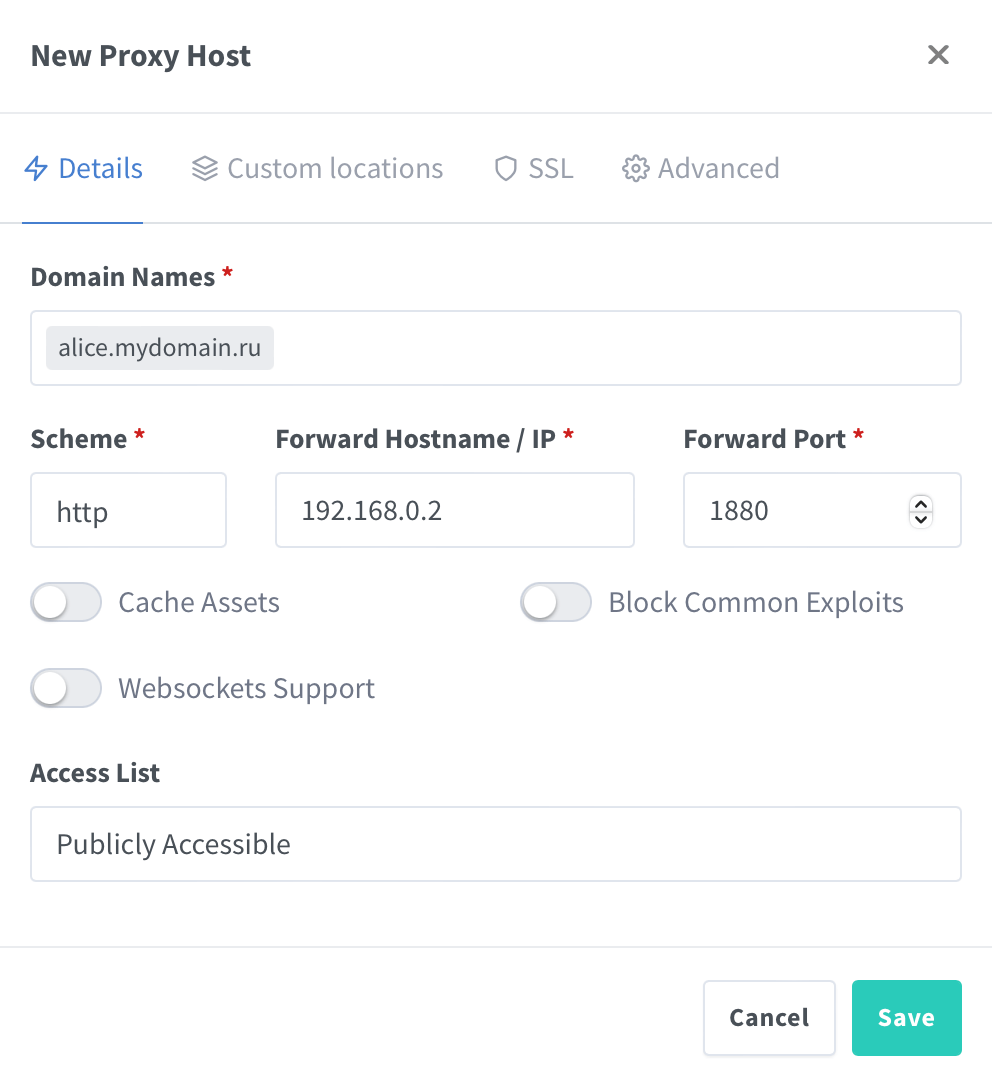 New Proxy Host
Details Custom locations SSL Advanced
Domain Names *
alice.mydomain.ru
Scheme * Forward Hostname / IP * Forward Port *
http 192.168.0.2 1880
Cache Assets Block Common Exploits
Websockets Support
Access List
Publicly Accessible
Cancel Save